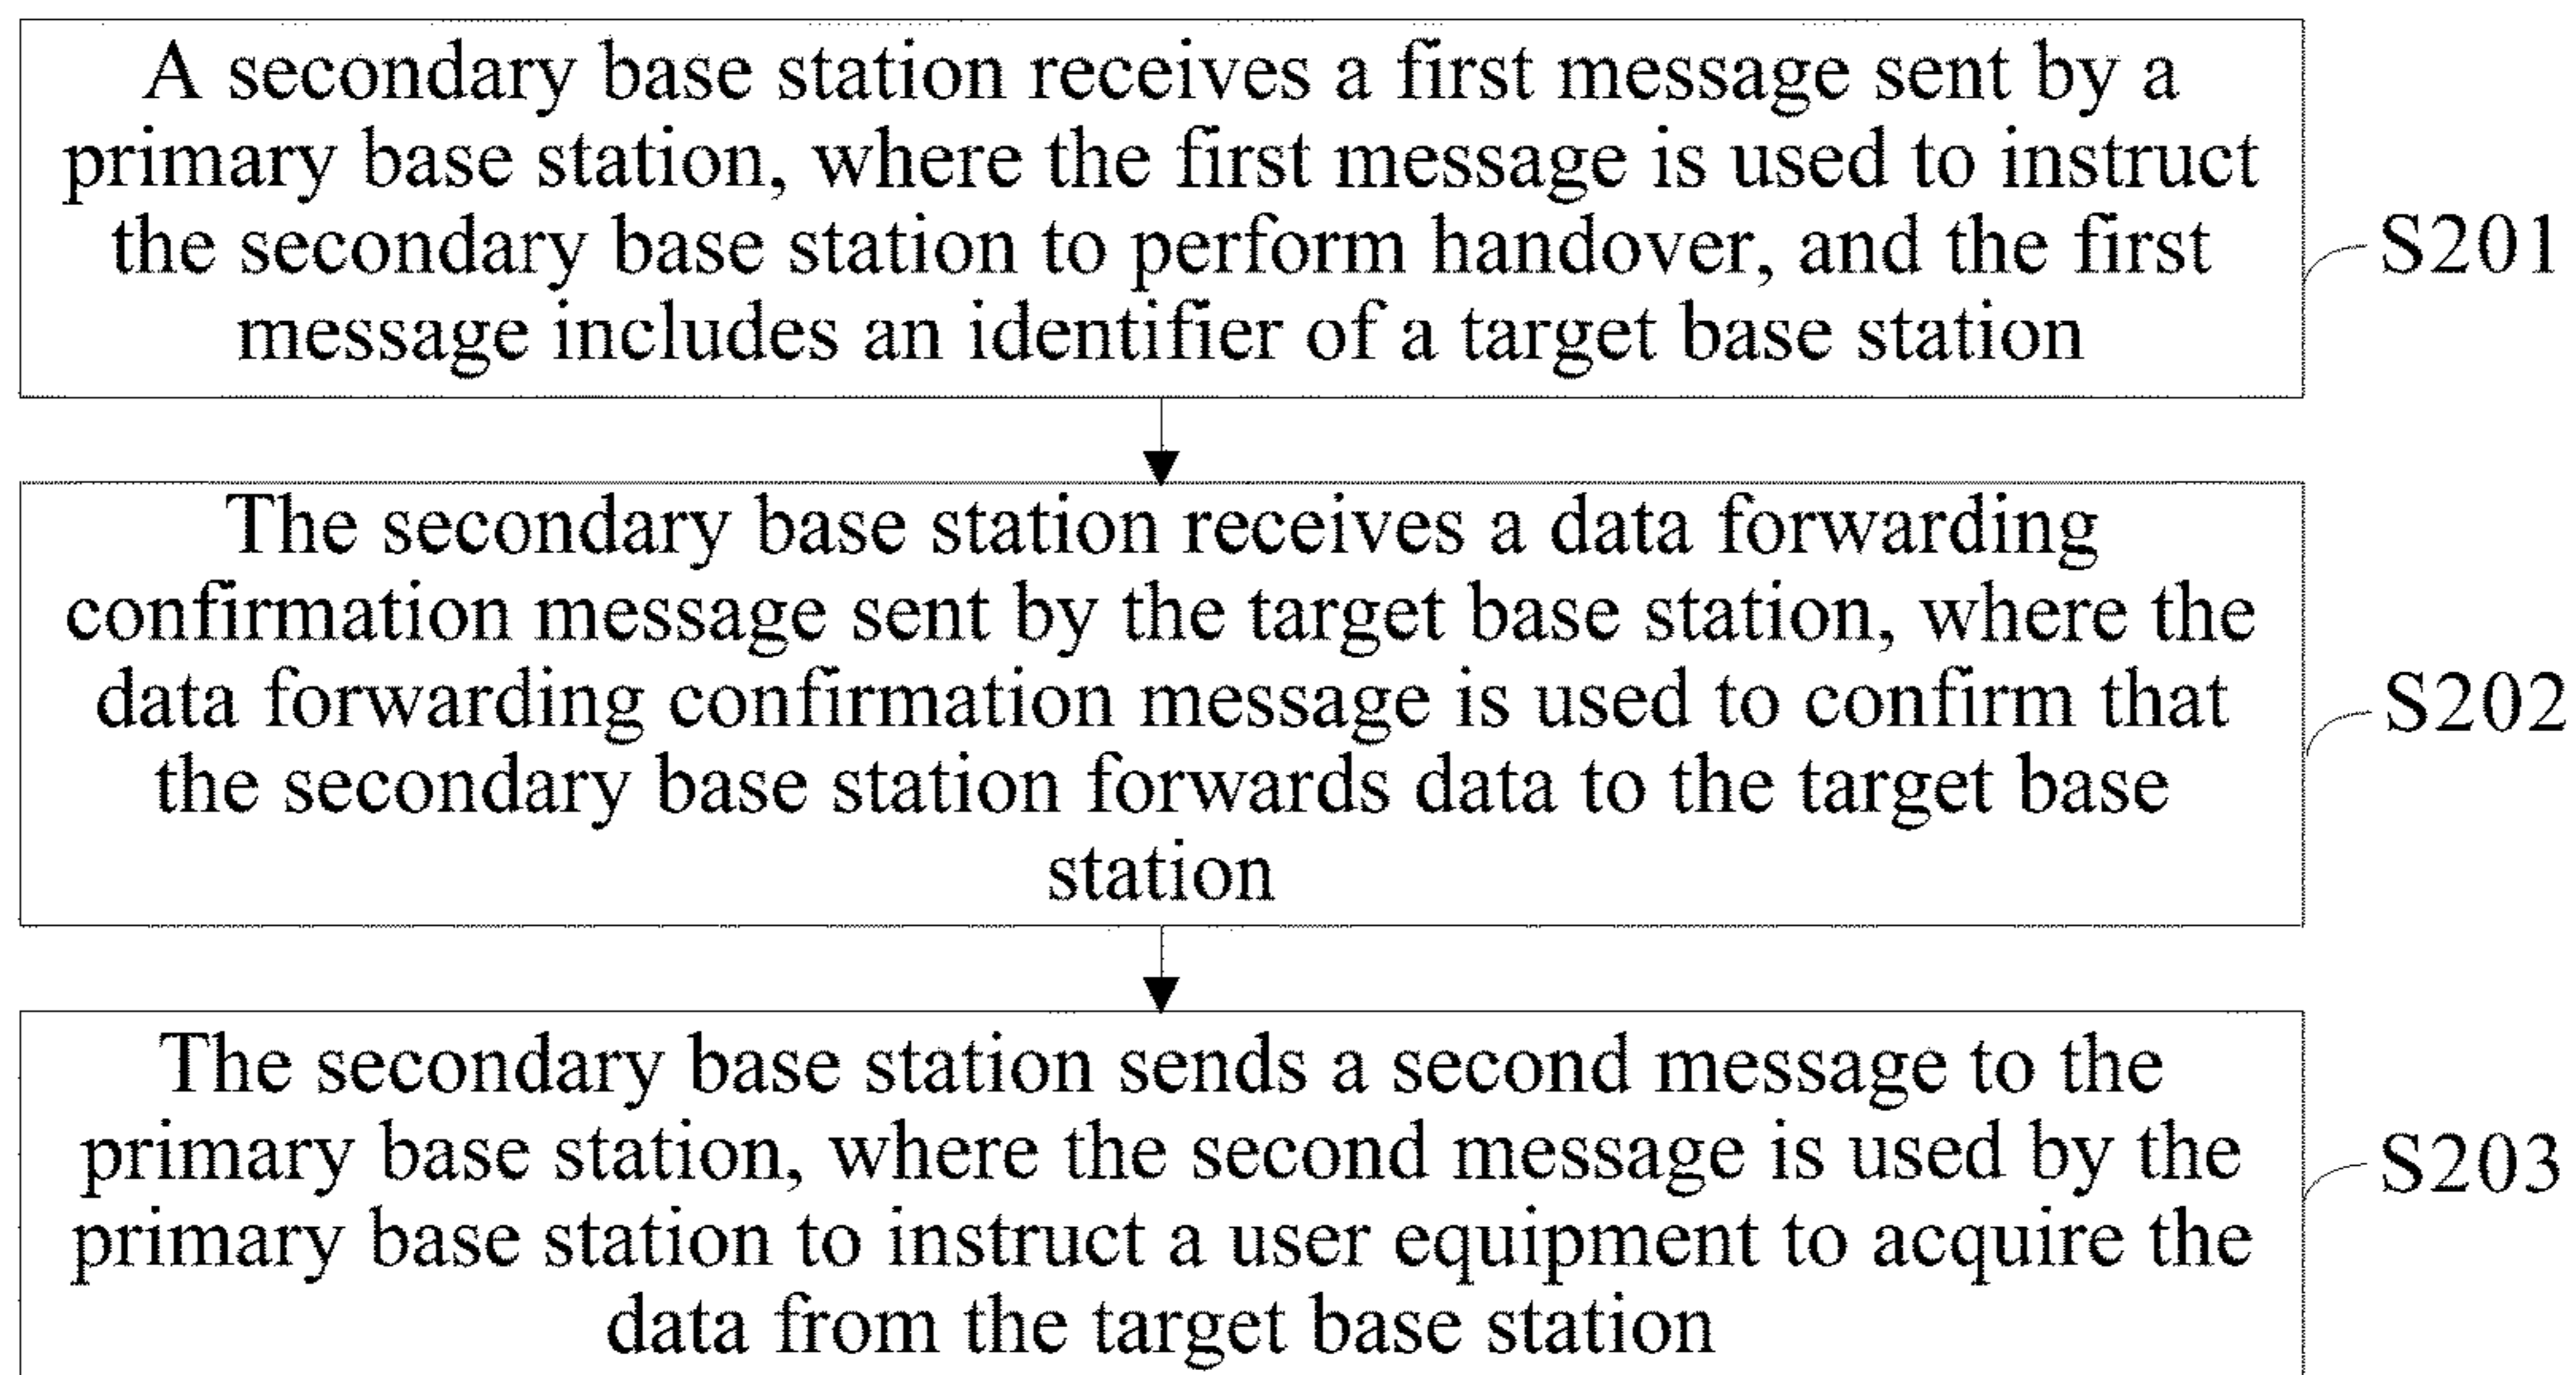 A secondary base station receives a first message sent by a
primary base station, where the first message is used to instruct
the secondary base station to perform handover, and the first
message includes an identifier of a target base station
S201
The secondary base station receives a data forwarding
confirmation message sent by the target base station, where the
data forwarding confirmation message is used to confirm that
the secondary base station forwards data to the target base
station
S202
The secondary base station sends a second message to the
primary base station, where the second message is used by the
primary base station to instruct a user equipment to acquire the
data from the target base station
S203